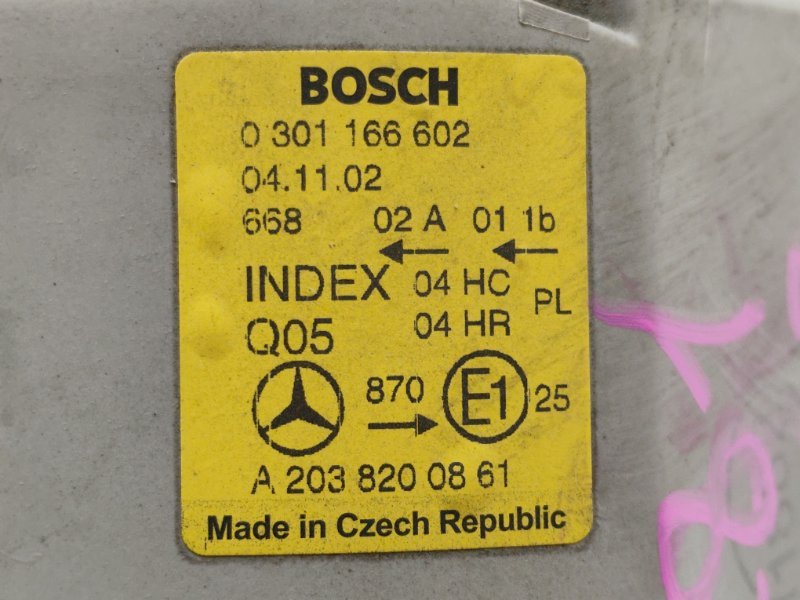 BOSCH
0 301 166 602
04.11.02
668 02 A 01 1b
INDEX 04 HC PL
Q05 04 HR
870 E1 25
A 203 820 08 61
Made in Czech Republic